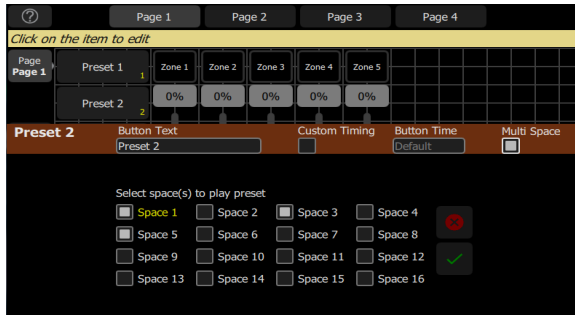 ?
Page 1 Page 2 Page 3 Page 4
Click on the item to edit
Page
Page 1
Preset 1 1
Zone 1 Zone 2 Zone 3 Zone 4 Zone 5
Preset 2 2
0% 0% 0% 0% 0%
Preset 2
Button Text Custom Timing Button Time Multi Space
Preset 2 Default
Select space(s) to play preset
Space 1 Space 2 Space 3 Space 4
Space 5 Space 6 Space 7 Space 8
Space 9 Space 10 Space 11 Space 12
Space 13 Space 14 Space 15 Space 16